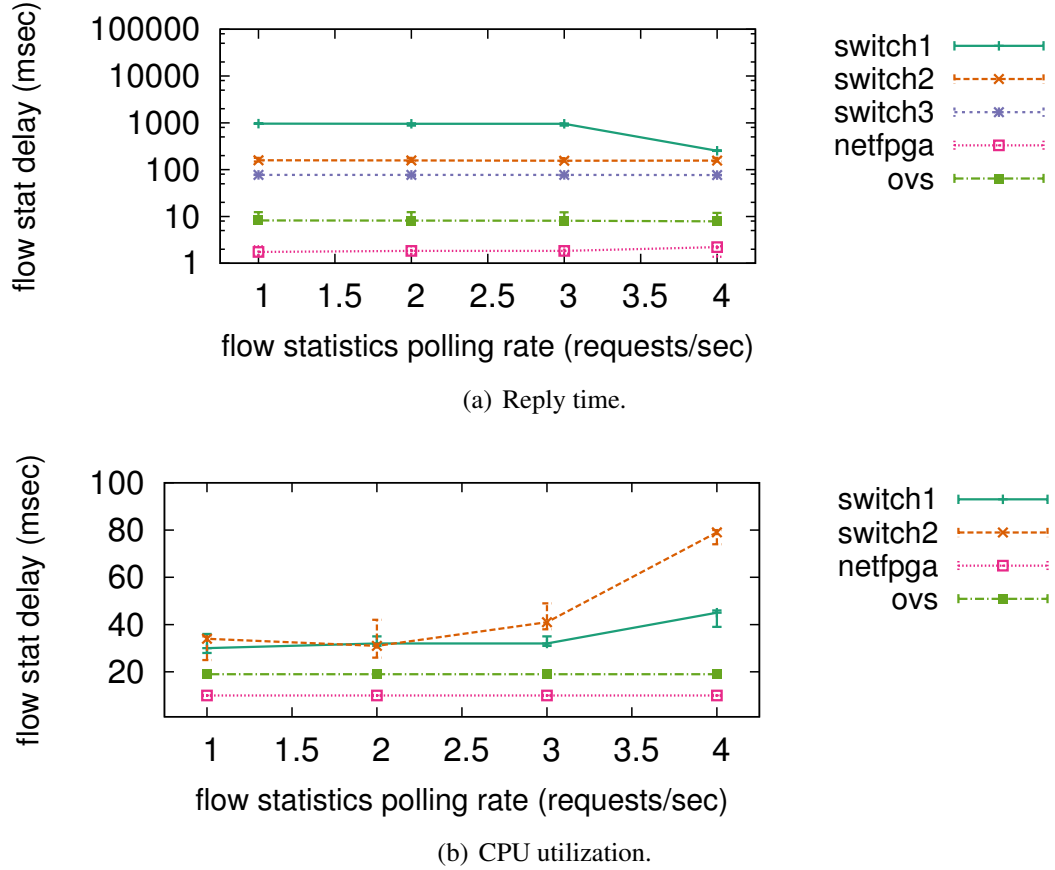 flow stat delay (msec)
100000
10000
1000
100
10
1
1 1.5 2 2.5 3 3.5 4
flow statistics polling rate (requests/sec)
switch1
switch2
switch3
netfpga
ovs
(a) Reply time.
flow stat delay (msec)
100
80
60
40
20
1 1.5 2 2.5 3 3.5 4
flow statistics polling rate (requests/sec)
switch1
switch2
netfpga
ovs
(b) CPU utilization.